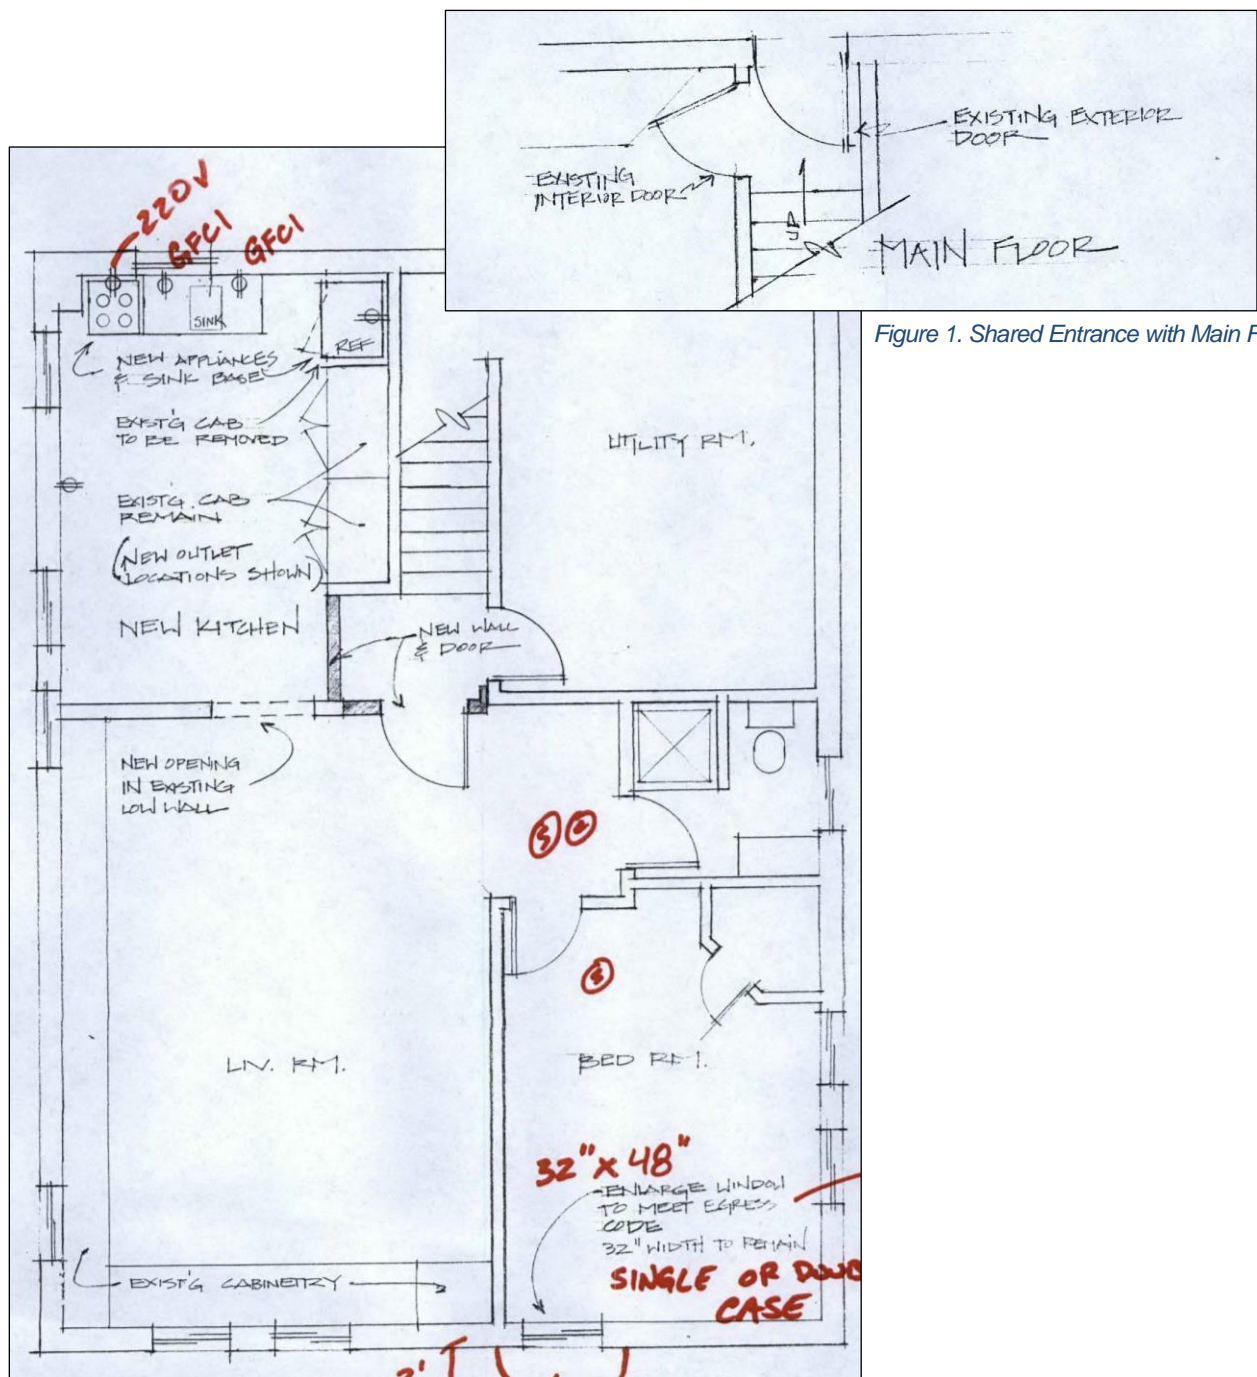 EXISTING EXTERIOR
DOOR
EXISTING
INTERIOR DOOR
UP
MAIN FLOOR
Figure 1. Shared Entrance with Main F
220V
GFCI
GFCI
SINK
REF
NEW APPLIANCES
& SINK BASE
EXIST'G CAB
TO BE REMOVED
EXIST'G CAB
REMAIN
(NEW OUTLET
LOCATIONS SHOWN)
NEW KITCHEN
UTILITY RM.
NEW WALL
& DOOR
NEW OPENING
IN EXISTING
LOW WALL
S
S
LIV. RM.
BED RM.
32" x 48"
ENLARGE WINDOW
TO MEET EGRESS
CODE
32" WIDTH TO REMAIN
SINGLE OR DOUB
CASE
EXIST'G CABINETRY